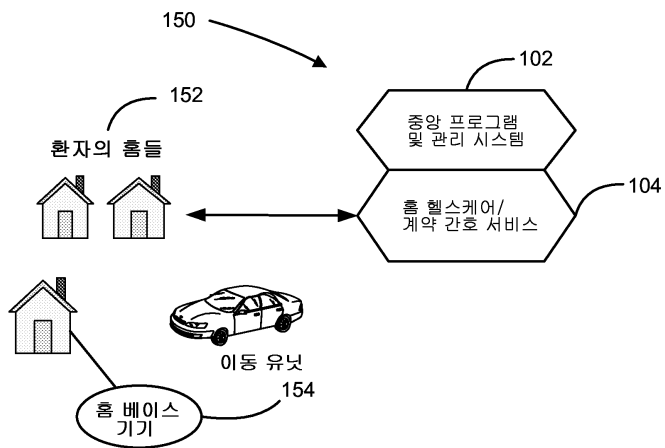 150
102
152
중앙 프로그램
및 관리 시스템
환자의 홈들
104
홈 헬스케어/
계약 간호 서비스
이동 유닛
154
홈 베이스
기기